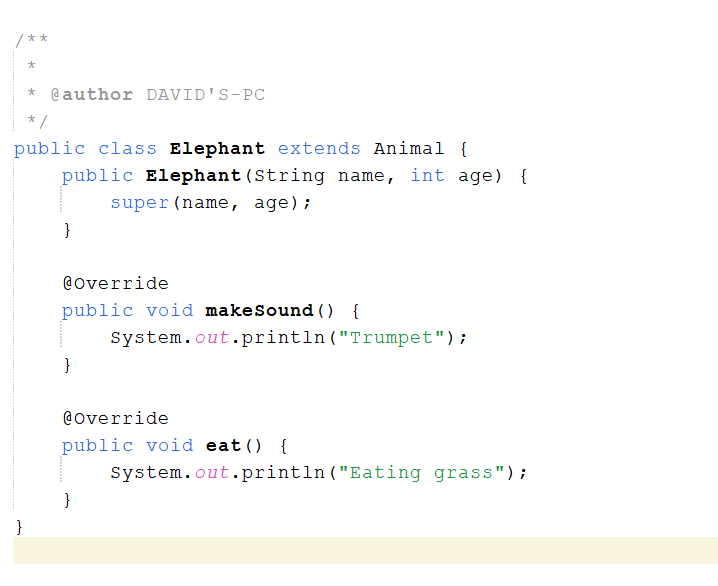 /**
 *
 * @author DAVID'S-PC
 */
public class Elephant extends Animal {
    public Elephant(String name, int age) {
        super(name, age);
    }

    @Override
    public void makeSound() {
        System.out.println("Trumpet");
    }

    @Override
    public void eat() {
        System.out.println("Eating grass");
    }
}